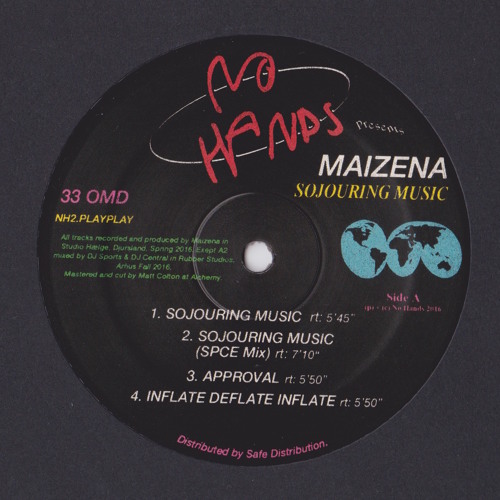 NO
HANDS
presents
MAIZENA
SOJOURING MUSIC
33 OMD
NH2.PLAYPLAY
All tracks recorded and produced by Maizena in
Studio Hælge, Djursland, Spring 2016. Exept A2
mixed by DJ Sports & DJ Central in Rubber Studios,
Århus Fall 2016.
Mastered and cut by Matt Colton at Alchemy.
Side A
(p) + (c) No Hands 2016
1. SOJOURING MUSIC rt: 5'45"
2. SOJOURING MUSIC
(SPCE Mix) rt: 7'10"
3. APPROVAL rt: 5'50"
4. INFLATE DEFLATE INFLATE rt: 5'50"
Distributed by Safe Distribution.